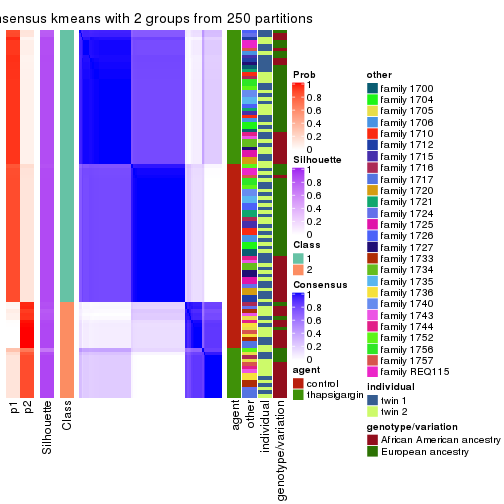 nsensus kmeans with 2 groups from 250 partitions
p1
p2
Silhouette
Class
agent
other
individual
genotype/variation
Prob
1
0.8
0.6
0.4
0.2
0
Silhouette
1
0.8
0.6
0.4
0.2
0
Class
1
2
Consensus
1
0.8
0.6
0.4
0.2
0
agent
control
thapsigargin
other
family 1700
family 1704
family 1705
family 1706
family 1710
family 1712
family 1715
family 1716
family 1717
family 1720
family 1721
family 1724
family 1725
family 1726
family 1727
family 1733
family 1734
family 1735
family 1736
family 1740
family 1743
family 1744
family 1752
family 1756
family 1757
family REQ115
individual
twin 1
twin 2
genotype/variation
African American ancestry
European ancestry